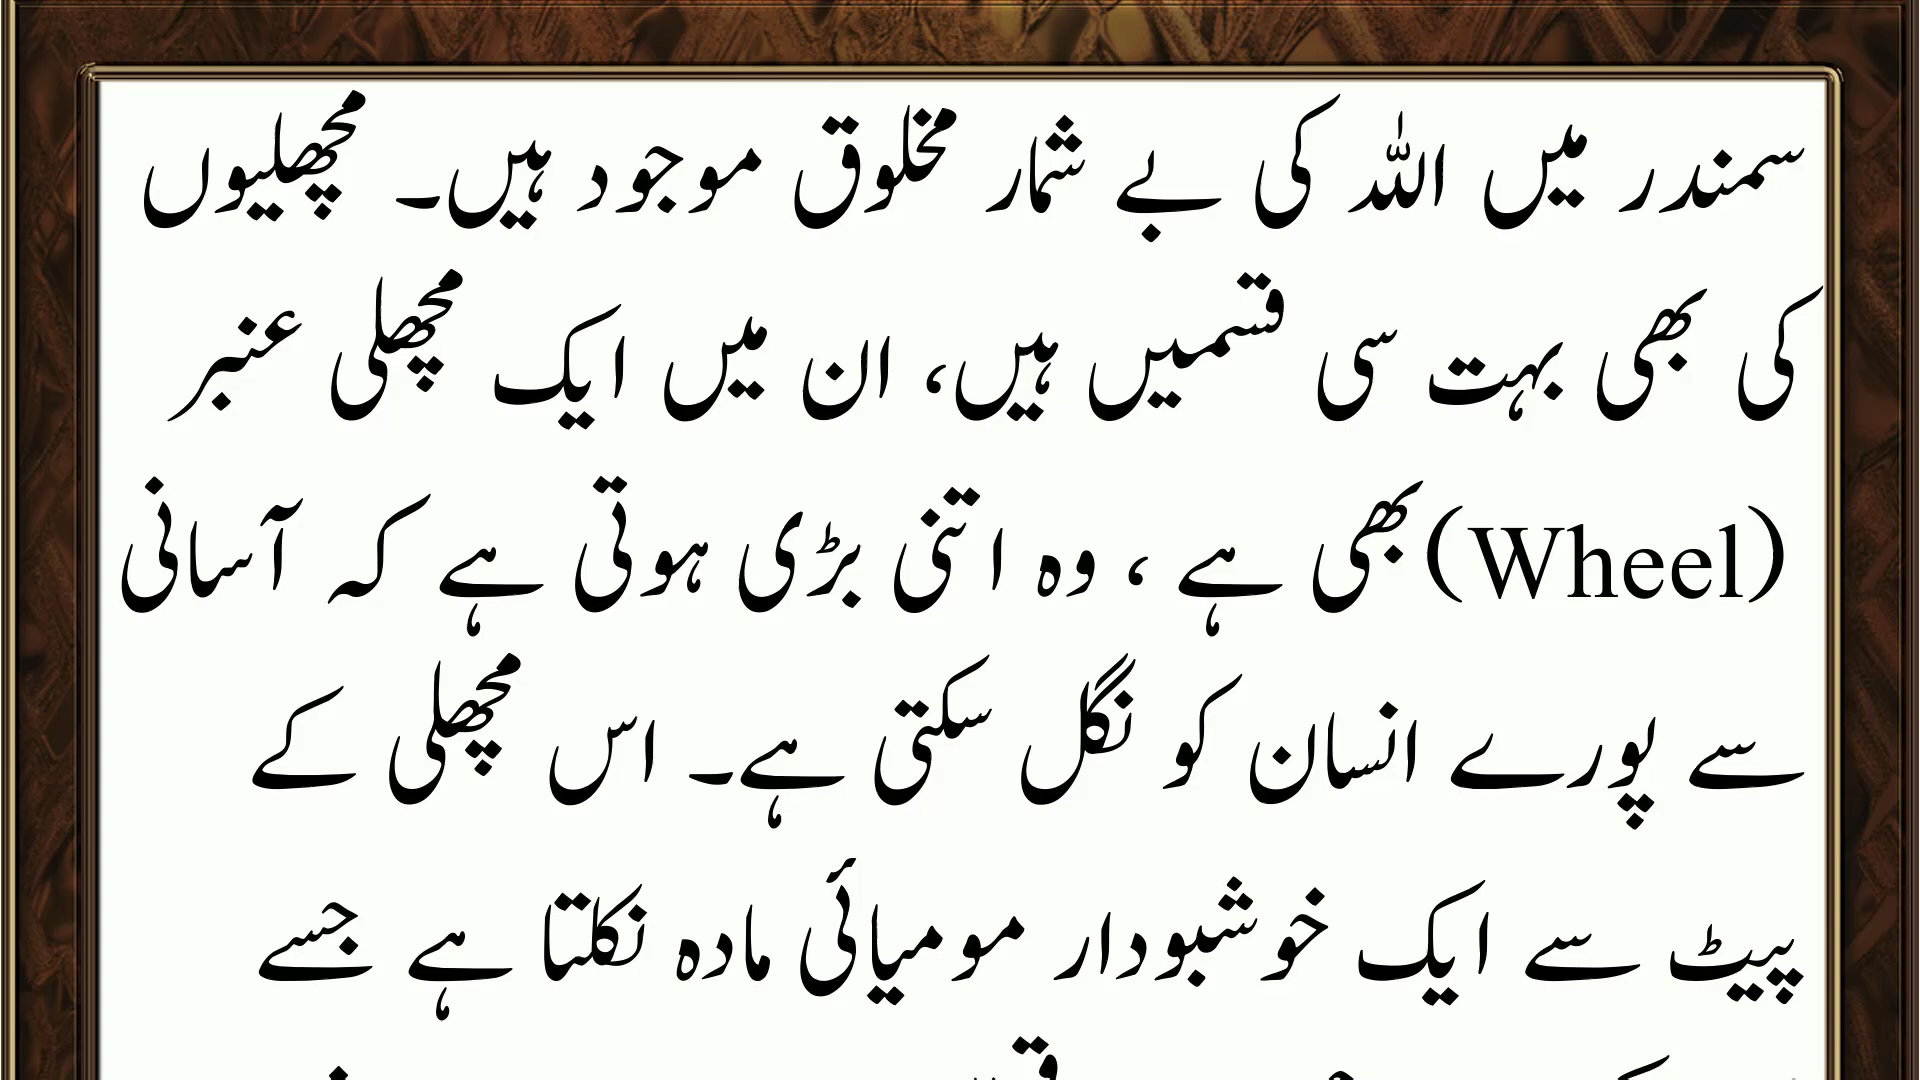 سمندر میں اللہ کی بے شمار مخلوق موجود ہیں۔ مچھلیوں
کی بھی بہت سی قسمیں ہیں، ان میں ایک مچھلی عنبر
(Wheel)بھی ہے ، وہ اتنی بڑی ہوتی ہے کہ آسانی
سے پورے انسان کو نگل سکتی ہے۔ اس مچھلی کے
پیٹ سے ایک خوشبودار مومیائی مادہ نکلتا ہے جسے